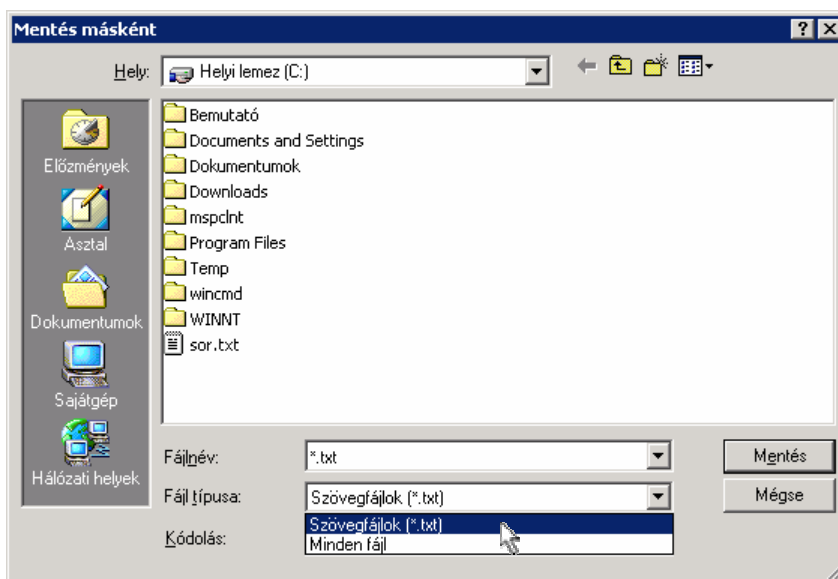 Mentés másként
Hely: Helyi lemez (C:)
Előzmények
Asztal
Dokumentumok
Sajátgép
Hálózati helyek
Bemutató
Documents and Settings
Dokumentumok
Downloads
mspclnt
Program Files
Temp
wincmd
WINNT
sor.txt
Fájlnév: *.txt Mentés
Fájl típusa: Szövegfájlok (*.txt) Mégse
Szövegfájlok (*.txt)
Kódolás: Minden fájl